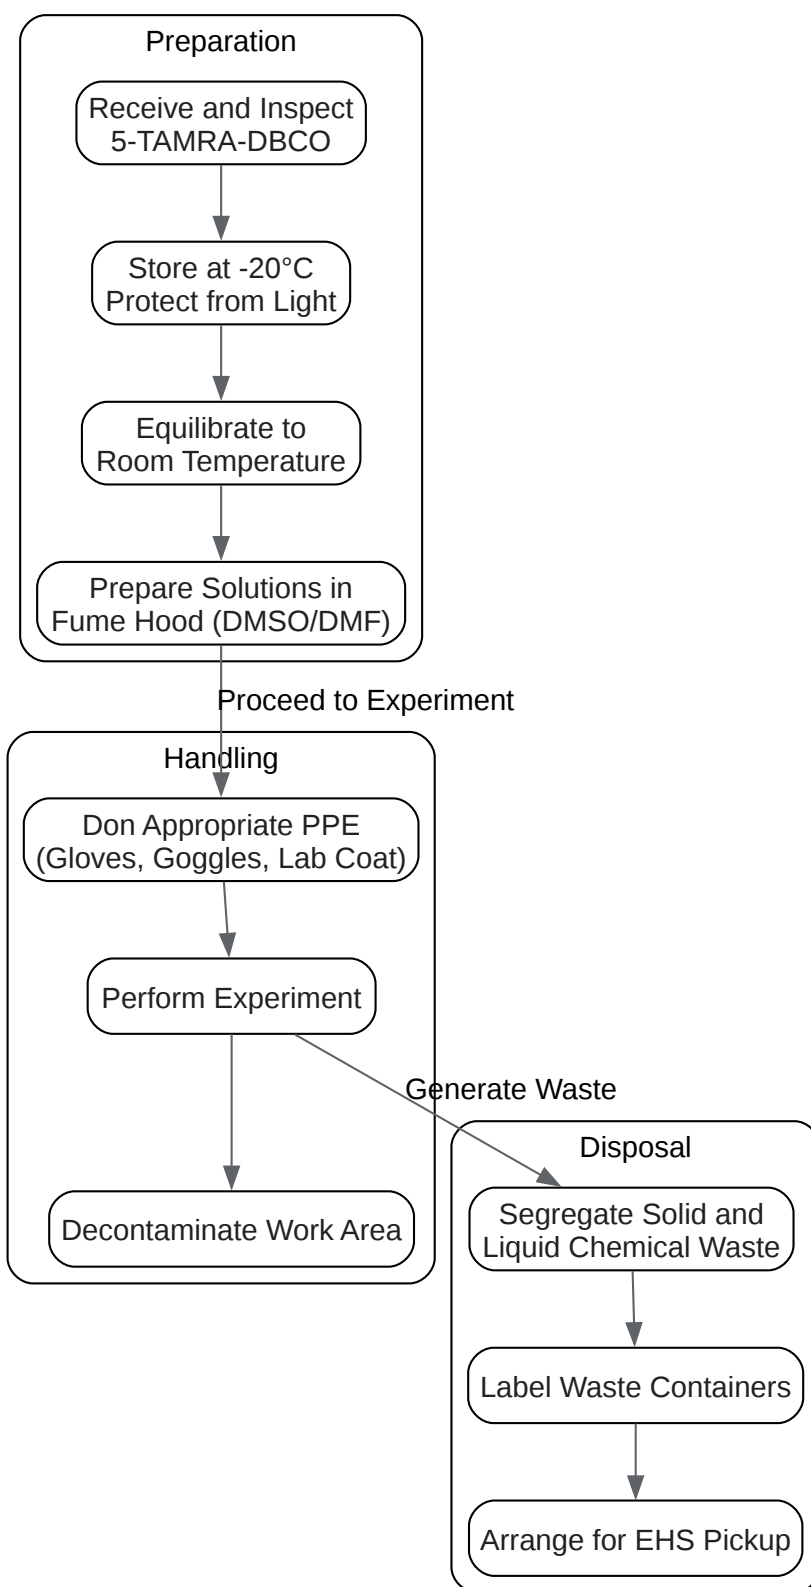 Preparation
Receive and Inspect
5-TAMRA-DBCO
Store at -20°C
Protect from Light
Equilibrate to
Room Temperature
Prepare Solutions in
Fume Hood (DMSO/DMF)
Proceed to Experiment
Handling
Don Appropriate PPE
(Gloves, Goggles, Lab Coat)
Perform Experiment
Generate Waste
Disposal
Decontaminate Work Area
Segregate Solid and
Liquid Chemical Waste
Label Waste Containers
Arrange for EHS Pickup